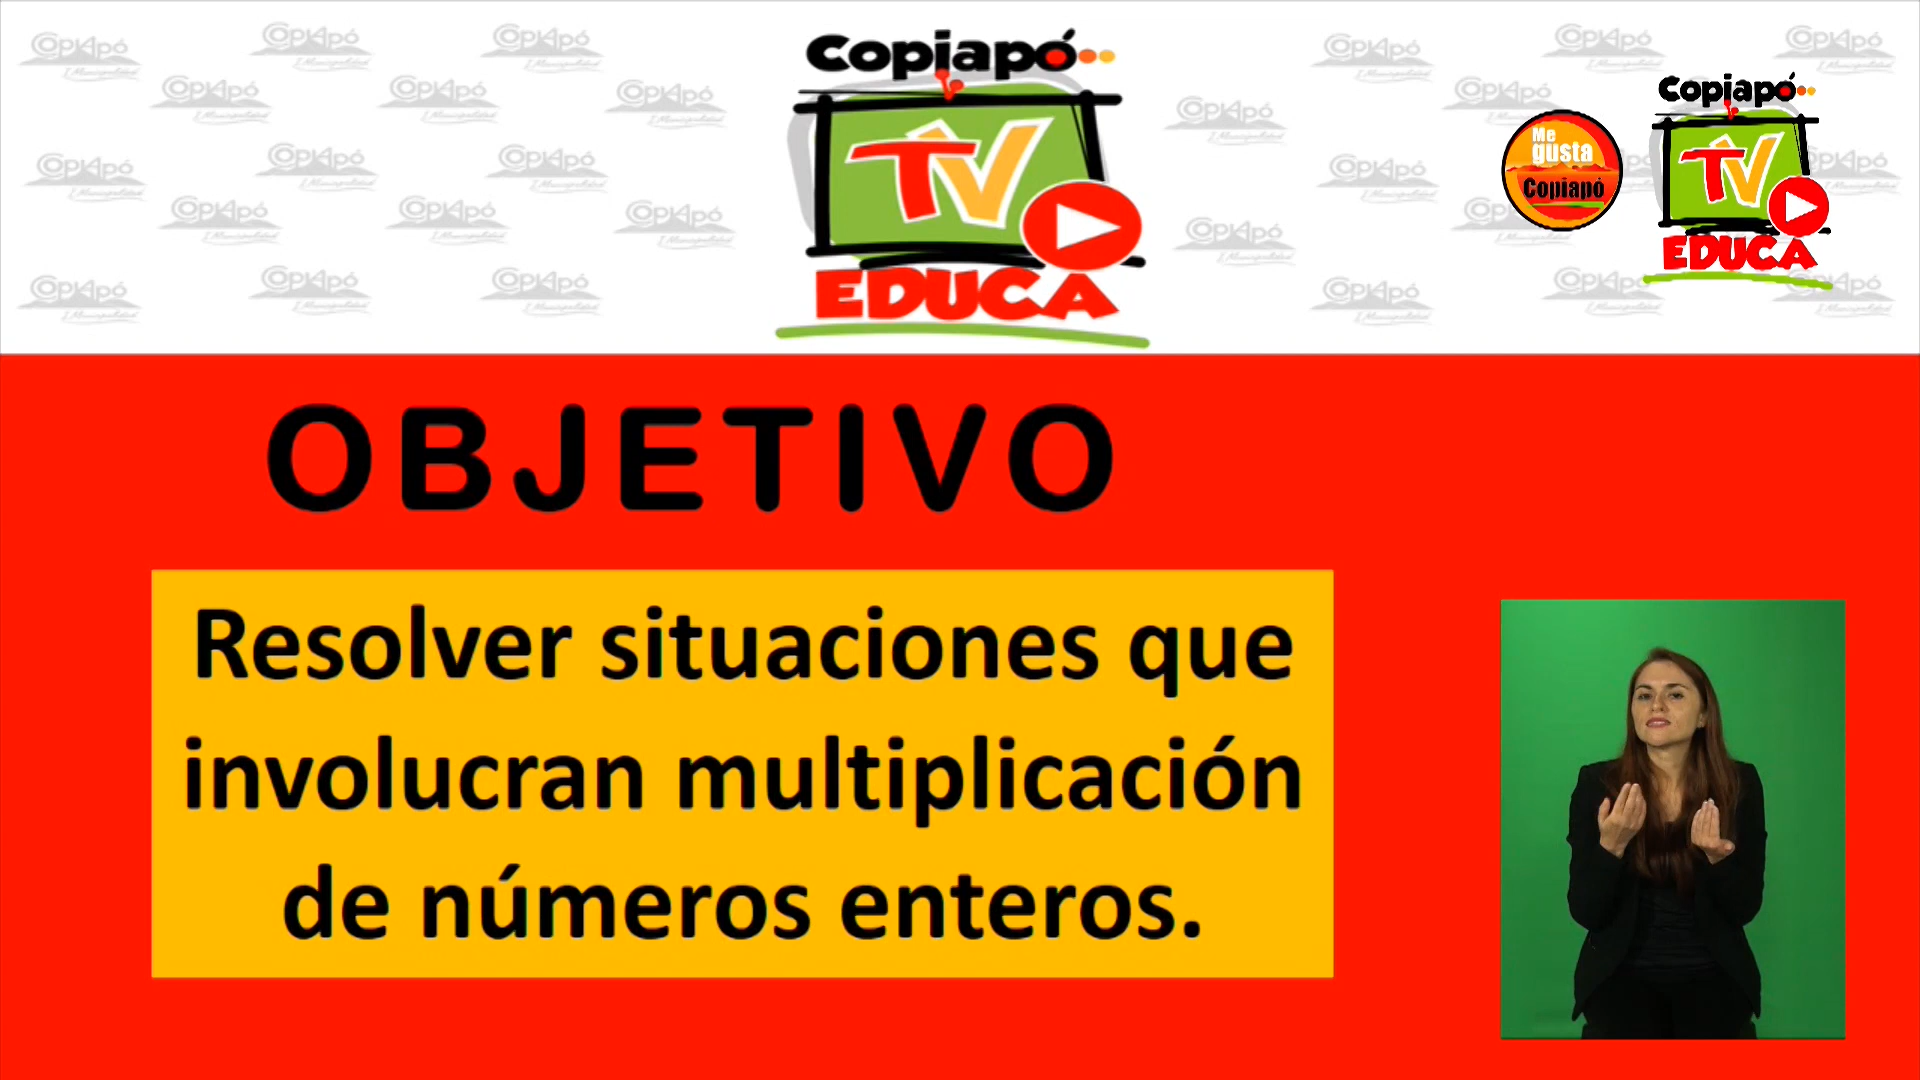 Copiapó
TV
EDUCA
Me
gusta
Copiapó
Copiapó
TV
EDUCA
OBJETIVO
Resolver situaciones que
involucran multiplicación
de números enteros.